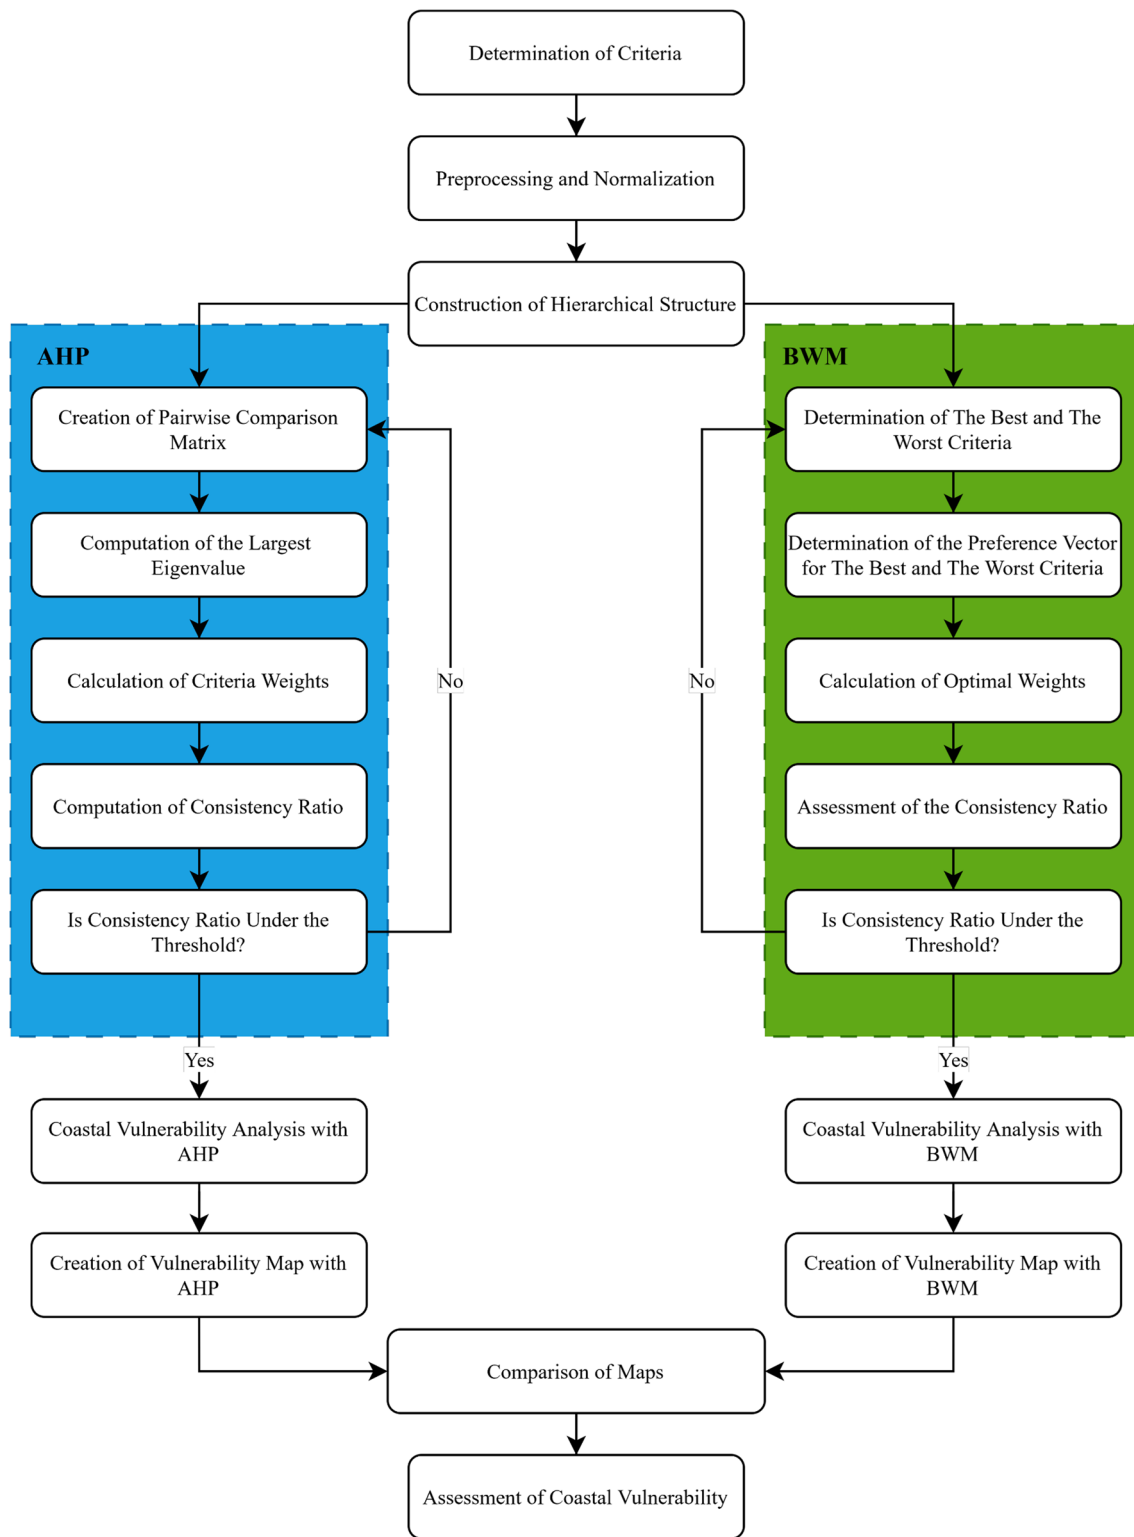 Determination of Criteria
Preprocessing and Normalization
Construction of Hierarchical Structure
AHP
Creation of Pairwise Comparison
Matrix
Computation of the Largest
Eigenvalue
Calculation of Criteria Weights
Computation of Consistency Ratio
Is Consistency Ratio Under the
Threshold?
No
Yes
Coastal Vulnerability Analysis with
AHP
Creation of Vulnerability Map with
AHP
BWM
Determination of The Best and The
Worst Criteria
Determination of the Preference Vector
for The Best and The Worst Criteria
Calculation of Optimal Weights
Assessment of the Consistency Ratio
Is Consistency Ratio Under the
Threshold?
No
Yes
Coastal Vulnerability Analysis with
BWM
Creation of Vulnerability Map with
BWM
Comparison of Maps
Assessment of Coastal Vulnerability